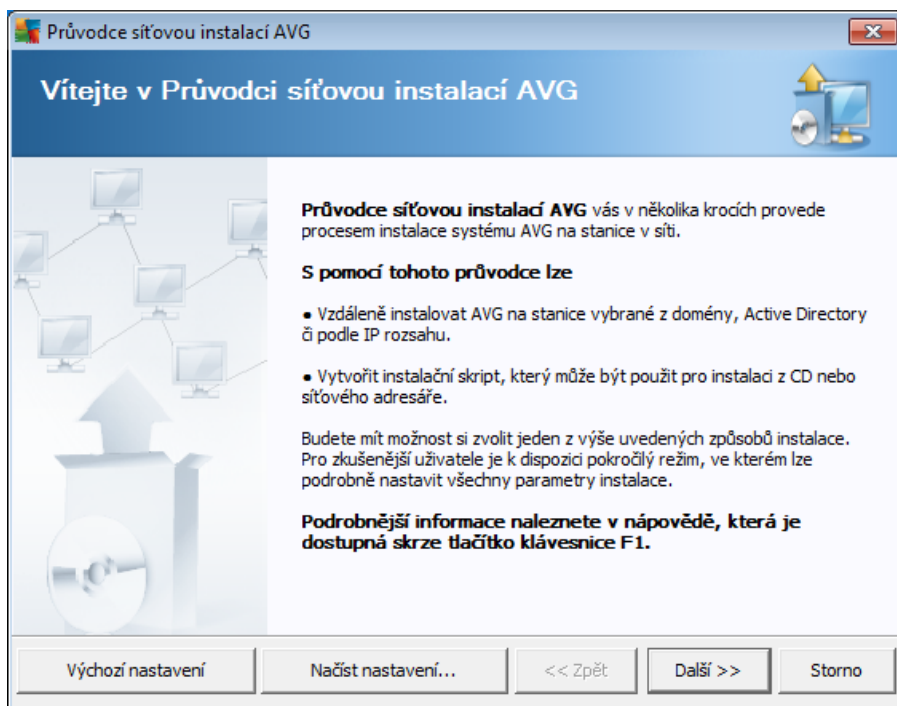 Průvodce síťovou instalací AVG
Vítejte v Průvodci síťovou instalací AVG
Průvodce síťovou instalací AVG vás v několika krocích provede
procesem instalace systému AVG na stanice v síti.
S pomocí tohoto průvodce lze
• Vzdáleně instalovat AVG na stanice vybrané z domény, Active Directory
či podle IP rozsahu.
• Vytvořit instalační skript, který může být použit pro instalaci z CD nebo
síťového adresáře.
Budete mít možnost si zvolit jeden z výše uvedených způsobů instalace.
Pro zkušenější uživatele je k dispozici pokročilý režim, ve kterém lze
podrobně nastavit všechny parametry instalace.
Podrobnější informace naleznete v nápovědě, která je
dostupná skrze tlačítko klávesnice F1.
Výchozí nastavení
Načíst nastavení...
<< Zpět
Další >>
Storno